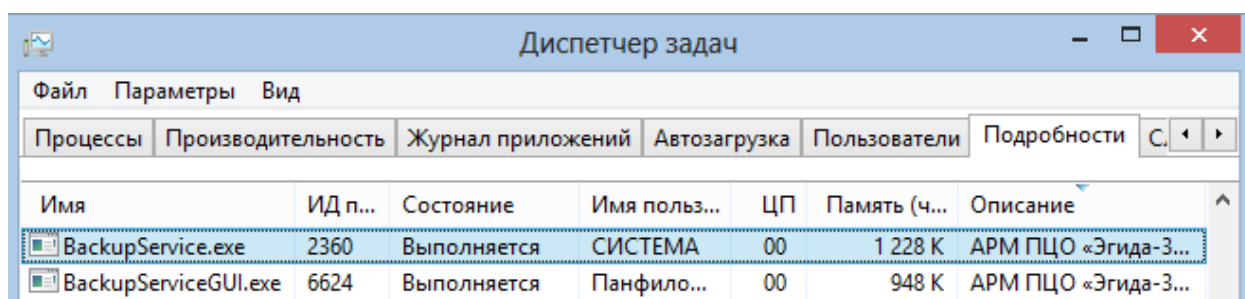 Диспетчер задач
Файл Параметры Вид
Процессы Производительность Журнал приложений Автозагрузка Пользователи Подробности С.
Имя ИД п... Состояние Имя польз... ЦП Память (ч... Описание
BackupService.exe 2360 Выполняется СИСТЕМА 00 1 228 K АРМ ПЦО «Эгида-3...
BackupServiceGUI.exe 6624 Выполняется Панфило... 00 948 K АРМ ПЦО «Эгида-3...